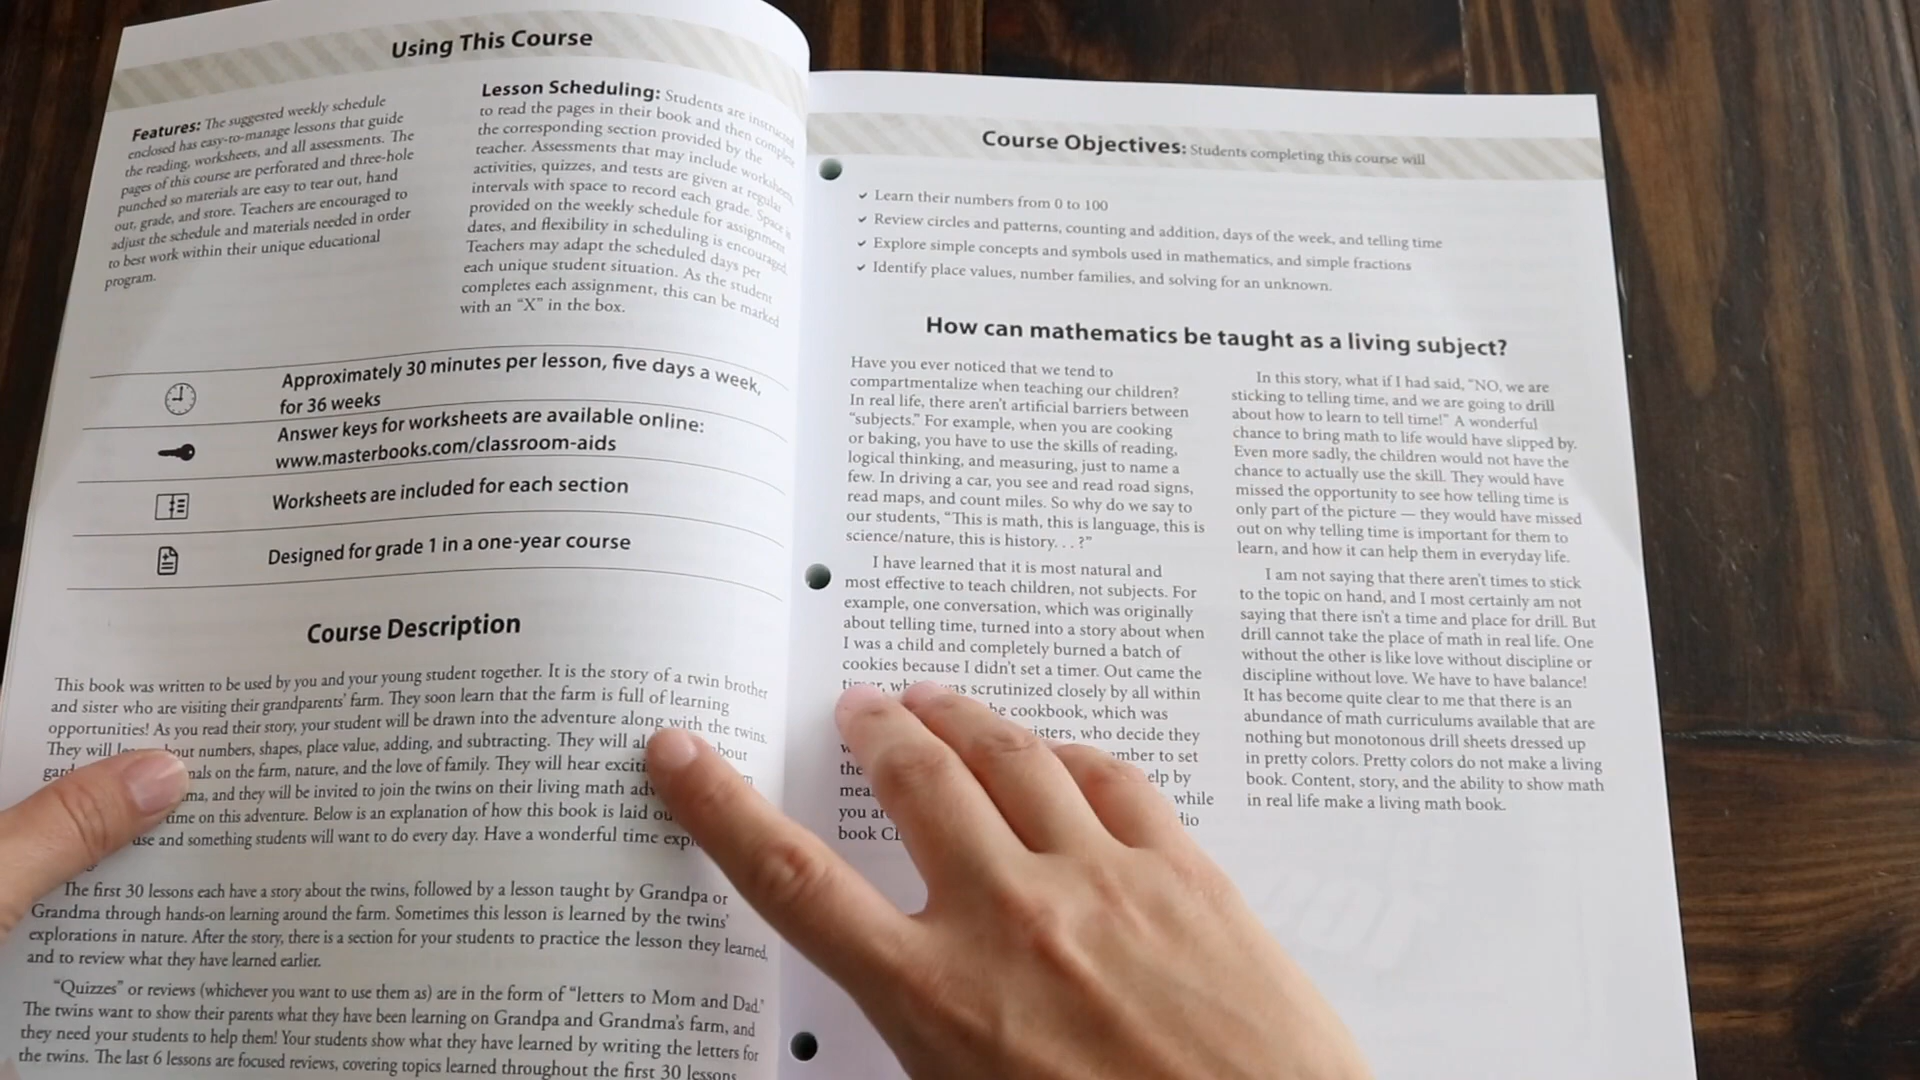 Using This Course
Features: The suggested weekly schedule
enclosed has easy-to-manage lessons that guide
the reading, worksheets, and all assessments. The
pages of this course are perforated and three-hole
punched so materials are easy to tear out, hand
out, grade, and store. Teachers are encouraged to
adjust the schedule and materials needed in order
to best work within their unique educational
program.
Lesson Scheduling: Students are instructed
to read the pages in their book and then complete
the corresponding section provided by the
teacher. Assessments that may include worksheets,
activities, quizzes, and tests are given at regular
intervals with space to record each grade. Space is
provided on the weekly schedule for assignment
dates, and flexibility in scheduling is encouraged.
Teachers may adapt the scheduled days per
each unique student situation. As the student
completes each assignment, this can be marked
with an “X” in the box.
Approximately 30 minutes per lesson, five days a week,
for 36 weeks
Answer keys for worksheets are available online:
www.masterbooks.com/classroom-aids
Worksheets are included for each section
Designed for grade 1 in a one-year course
Course Description
This book was written to be used by you and your young student together. It is the story of a twin brother
and sister who are visiting their grandparents’ farm. They soon learn that the farm is full of learning
opportunities! As you read their story, your student will be drawn into the adventure along with the twins.
They will about numbers, shapes, place value, adding, and subtracting. They will about
on the farm, nature, and the love of family. They will hear
and they will be invited to join the twins on their living math
time on this adventure. Below is an explanation of how this book is laid
use and something students will want to do every day. Have a wonderful time
The first 30 lessons each have a story about the twins, followed by a lesson taught by Grandpa or
Grandma through hands-on learning around the farm. Sometimes this lesson is learned by the twins’
explorations in nature. After the story, there is a section for your students to practice the lesson they learned,
and to review what they have learned earlier.
“Quizzes” or reviews (whichever you want to use them as) are in the form of “letters to Mom and Dad.”
The twins want to show their parents what they have been learning on Grandpa and Grandma’s farm, and
they need your students to help them! Your students show what they have learned by writing the letters for
the twins. The last 6 lessons are focused reviews, covering topics learned throughout the first 30 lessons
Course Objectives: Students completing this course will
✓ Learn their numbers from 0 to 100
✓ Review circles and patterns, counting and addition, days of the week, and telling time
✓ Explore simple concepts and symbols used in mathematics, and simple fractions
✓ Identify place values, number families, and solving for an unknown.
How can mathematics be taught as a living subject?
Have you ever noticed that we tend to
compartmentalize when teaching our children?
In real life, there aren’t artificial barriers between
“subjects.” For example, when you are cooking
or baking, you have to use the skills of reading,
logical thinking, and measuring, just to name a
few. In driving a car, you see and read road signs,
read maps, and count miles. So why do we say to
our students, “This is math, this is language, this is
science/nature, this is history. . . ?”
I have learned that it is most natural and
most effective to teach children, not subjects. For
example, one conversation, which was originally
about telling time, turned into a story about when
I was a child and completely burned a batch of
cookies because I didn’t set a timer. Out came the
timer, which was scrutinized closely by all within
cookbook, which was
who decide they
to set
the by
while
you
book
In this story, what if I had said, “NO, we are
sticking to telling time, and we are going to drill
about how to learn to tell time!” A wonderful
chance to bring math to life would have slipped by.
Even more sadly, the children would not have the
chance to actually use the skill. They would have
missed the opportunity to see how telling time is
only part of the picture — they would have missed
out on why telling time is important for them to
learn, and how it can help them in everyday life.
I am not saying that there aren’t times to stick
to the topic on hand, and I most certainly am not
saying that there isn’t a time and place for drill. But
drill cannot take the place of math in real life. One
without the other is like love without discipline or
discipline without love. We have to have balance!
It has become quite clear to me that there is an
abundance of math curriculums available that are
nothing but monotonous drill sheets dressed up
in pretty colors. Pretty colors do not make a living
book. Content, story, and the ability to show math
in real life make a living math book.